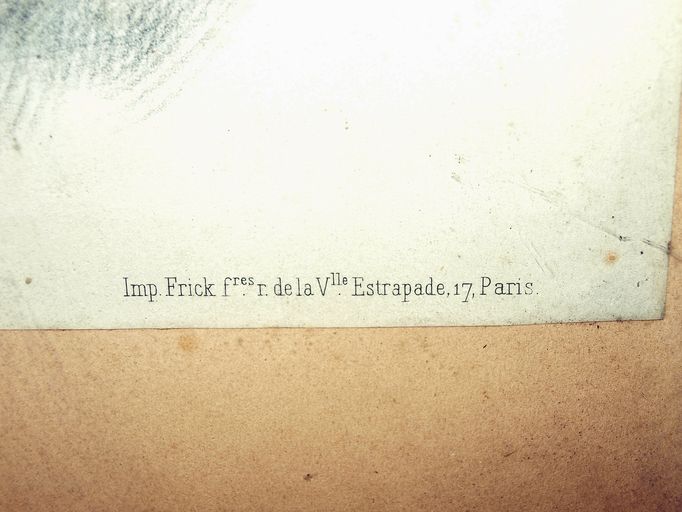 Imp. Frick f.res r. de la V.lle Estrapade, 17, Paris.